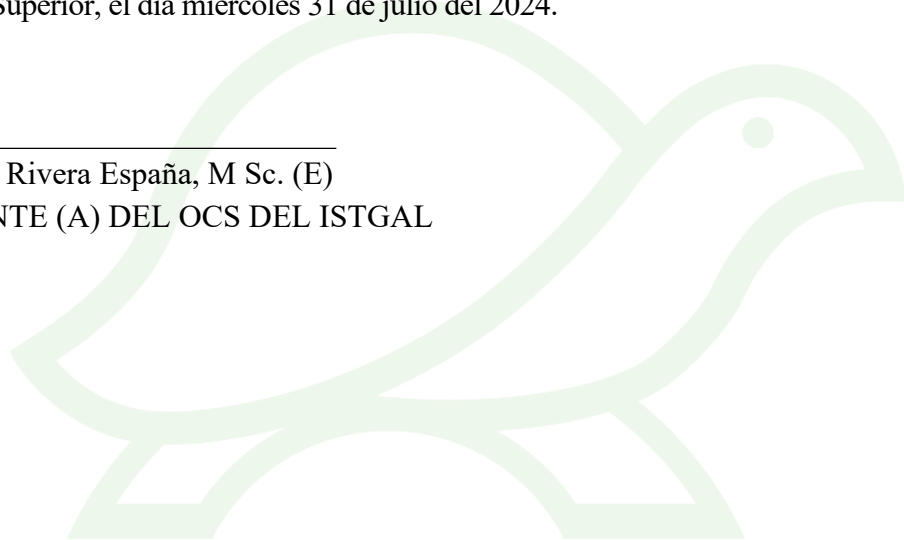 Superior, el día miércoles 31 de julio del 2024.
Rivera España, M Sc. (E)
NTE (A) DEL OCS DEL ISTGAL